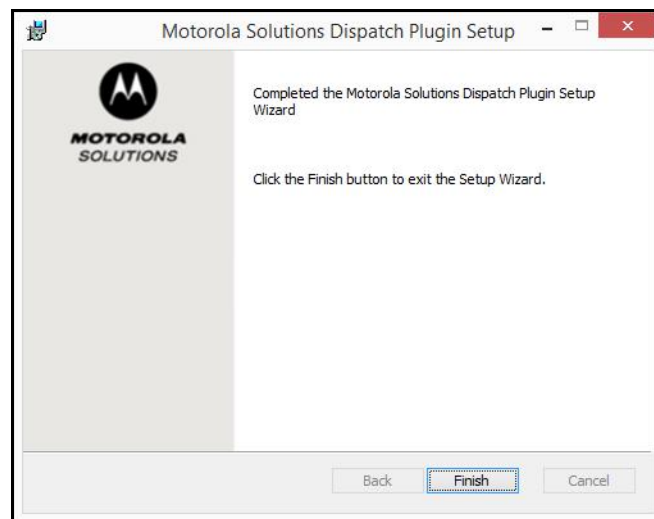 Motorola Solutions Dispatch Plugin Setup
MOTOROLA
SOLUTIONS
Completed the Motorola Solutions Dispatch Plugin Setup
Wizard
Click the Finish button to exit the Setup Wizard.
Back Finish Cancel